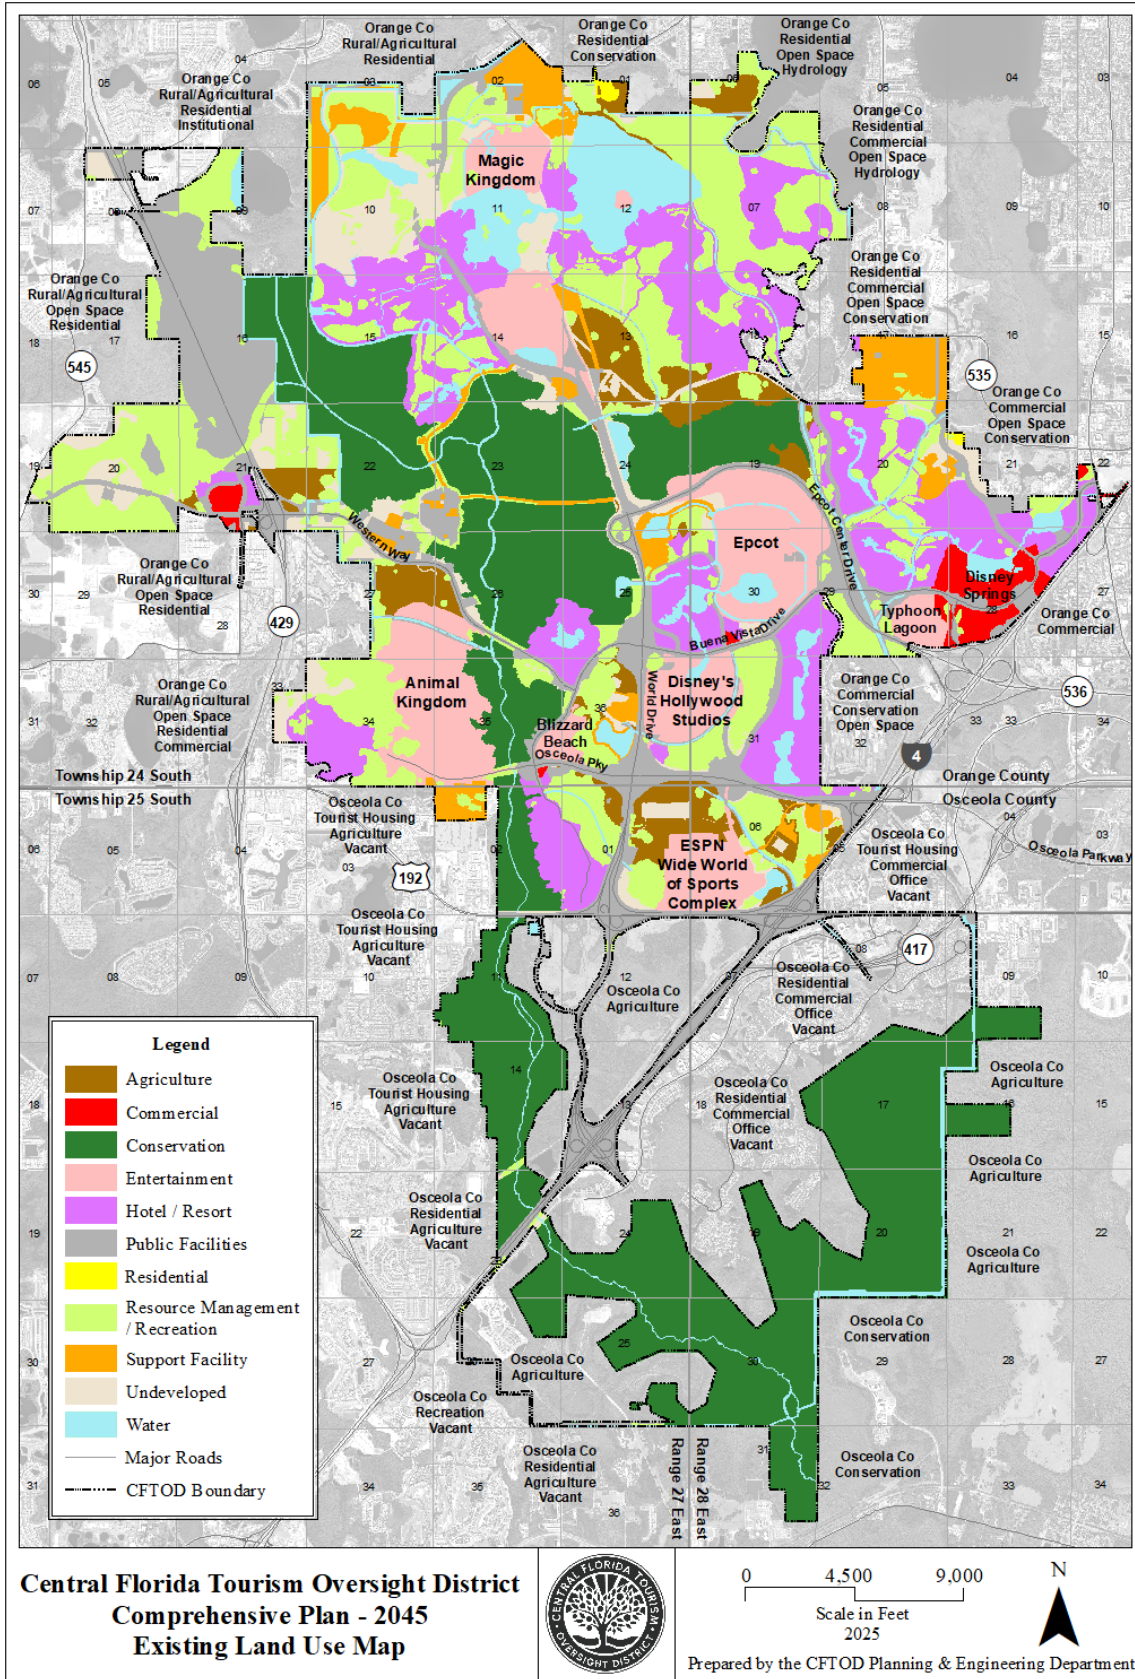 Orange Co
Rural/Agricultural
Residential
Orange Co
Residential
Conservation
Orange Co
Residential
Open Space
Hydrology
Orange Co
Rural/Agricultural
Residential
Institutional
Orange Co
Residential
Commercial
Open Space
Hydrology
Magic
Kingdom
Orange Co
Rural/Agricultural
Open Space
Residential
Orange Co
Residential
Commercial
Open Space
Conservation
545
535
Orange Co
Commercial
Open Space
Conservation
Western Way
Epcot Center Drive
Epcot
Disney
Springs
Typhoon
Lagoon
Orange Co
Rural/Agricultural
Open Space
Residential
429
Buena Vista Drive
Orange Co
Commercial
Orange Co
Rural/Agricultural
Open Space
Residential
Commercial
Animal
Kingdom
World Drive
Disney's
Hollywood
Studios
Orange Co
Commercial
Conservation
Open Space
536
Blizzard
Beach
Osceola Pky
4
Township 24 South
Orange County
Township 25 South
Osceola County
Osceola Co
Tourist Housing
Agriculture
Vacant
ESPN
Wide World
of Sports
Complex
Osceola Co
Tourist Housing
Commercial
Office
Vacant
Osceola Parkway
192
Osceola Co
Tourist Housing
Agriculture
Vacant
417
Osceola Co
Agriculture
Osceola Co
Residential
Commercial
Office
Vacant
Osceola Co
Tourist Housing
Agriculture
Vacant
Osceola Co
Residential
Commercial
Office
Vacant
Osceola Co
Agriculture
Osceola Co
Agriculture
Osceola Co
Residential
Agriculture
Vacant
Osceola Co
Agriculture
Osceola Co
Conservation
Osceola Co
Agriculture
Osceola Co
Recreation
Vacant
Osceola Co
Residential
Agriculture
Vacant
Range 27 East
Range 28 East
Osceola Co
Conservation
Legend
Agriculture
Commercial
Conservation
Entertainment
Hotel / Resort
Public Facilities
Residential
Resource Management
/ Recreation
Support Facility
Undeveloped
Water
Major Roads
CFTOD Boundary
Central Florida Tourism Oversight District
Comprehensive Plan - 2045
Existing Land Use Map
CENTRAL FLORIDA TOURISM
OVERSIGHT DISTRICT
0 4,500 9,000
Scale in Feet
2025
N
Prepared by the CFTOD Planning & Engineering Department